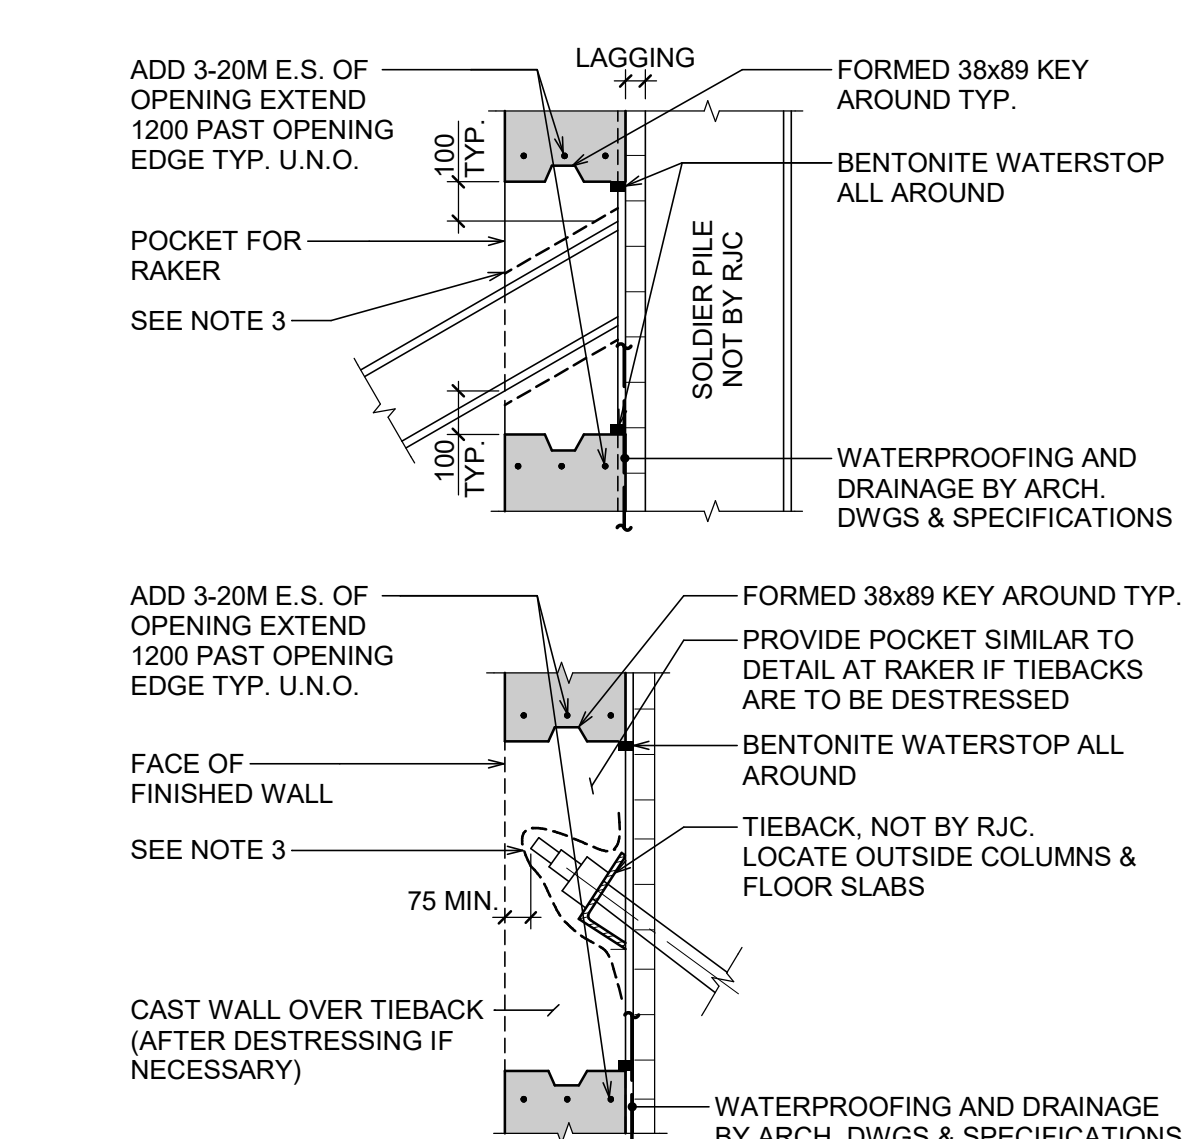 LAGGING
ADD 3-20M E.S. OF
OPENING EXTEND
1200 PAST OPENING
EDGE TYP. U.N.O.
FORMED 38x89 KEY
AROUND TYP.
100
TYP.
BENTONITE WATERSTOP
ALL AROUND
POCKET FOR
RAKER
SEE NOTE 3
SOLDIER PILE
NOT BY RJC
100
TYP.
WATERPROOFING AND
DRAINAGE BY ARCH.
DWGS & SPECIFICATIONS
ADD 3-20M E.S. OF
OPENING EXTEND
1200 PAST OPENING
EDGE TYP. U.N.O.
FORMED 38x89 KEY AROUND TYP.
PROVIDE POCKET SIMILAR TO
DETAIL AT RAKER IF TIEBACKS
ARE TO BE DESTRESSED
BENTONITE WATERSTOP ALL
AROUND
FACE OF
FINISHED WALL
SEE NOTE 3
TIEBACK, NOT BY RJC.
LOCATE OUTSIDE COLUMNS &
FLOOR SLABS
75 MIN.
CAST WALL OVER TIEBACK
(AFTER DESTRESSING IF
NECESSARY)
WATERPROOFING AND DRAINAGE
BY ARCH. DWGS & SPECIFICATIONS